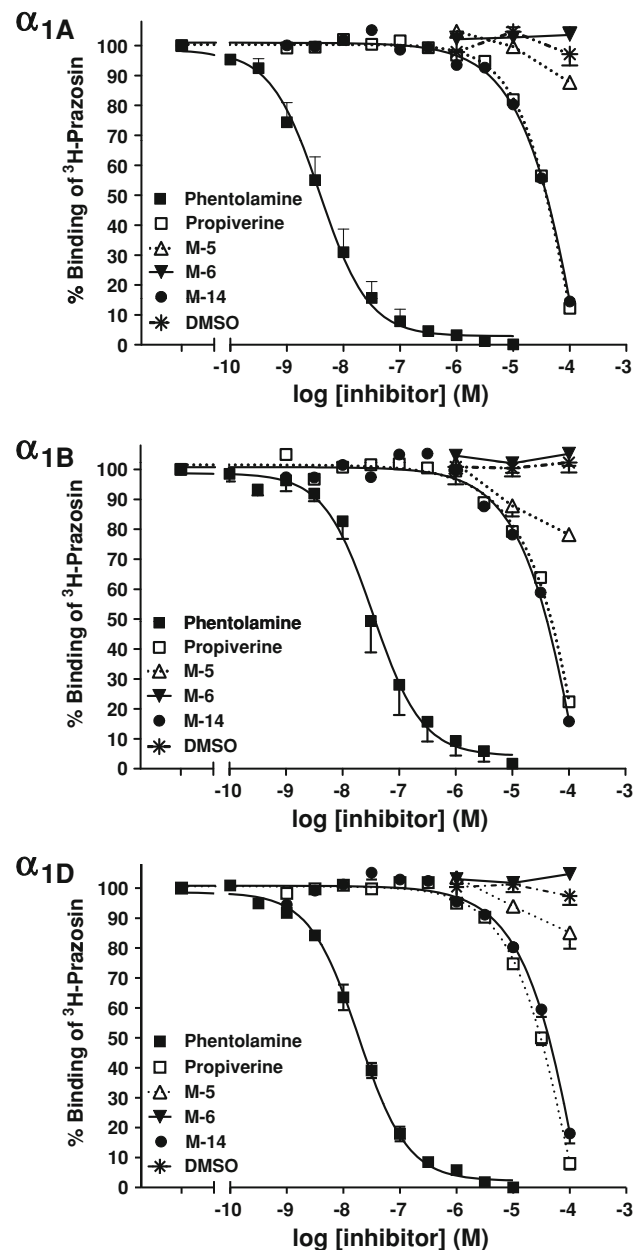 α1A
% Binding of ³H-Prazosin
110
100
90
80
70
60
50
40
30
20
10
0
Phentolamine
Propiverine
M-5
M-6
M-14
DMSO
-10 -9 -8 -7 -6 -5 -4 -3
log [inhibitor] (M)
α1B
% Binding of ³H-Prazosin
100
90
80
70
60
50
40
30
20
10
0
Phentolamine
Propiverine
M-5
M-6
M-14
DMSO
-10 -9 -8 -7 -6 -5 -4 -3
log [inhibitor] (M)
α1D
% Binding of ³H-Prazosin
100
90
80
70
60
50
40
30
20
10
0
Phentolamine
Propiverine
M-5
M-6
M-14
DMSO
-10 -9 -8 -7 -6 -5 -4 -3
log [inhibitor] (M)